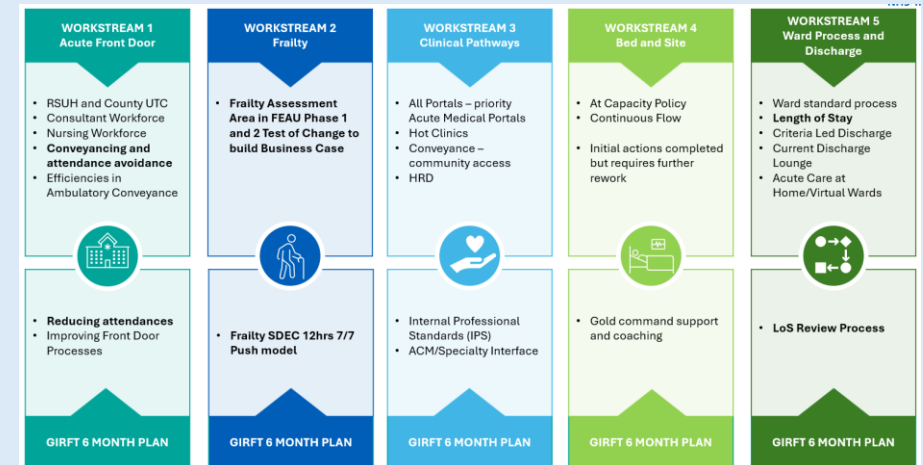 WORKSTREAM 1
Acute Front Door
• RSUH and County UTC
• Consultant Workforce
• Nursing Workforce
• Conveyancing and
attendance avoidance
• Efficiencies in
Ambulatory Conveyance
• Reducing attendances
• Improving Front Door
Processes
GIRFT 6 MONTH PLAN
WORKSTREAM 2
Frailty
• Frailty Assessment
Area in FEAU Phase 1
and 2 Test of Change to
build Business Case
• Frailty SDEC 12hrs 7/7
Push model
GIRFT 6 MONTH PLAN
WORKSTREAM 3
Clinical Pathways
• All Portals – priority
Acute Medical Portals
• Hot Clinics
• Conveyance –
community access
• HRD
• Internal Professional
Standards (IPS)
• ACM/Specialty Interface
GIRFT 6 MONTH PLAN
WORKSTREAM 4
Bed and Site
• At Capacity Policy
• Continuous Flow
• Initial actions completed
but requires further
rework
• Gold command support
and coaching
GIRFT 6 MONTH PLAN
WORKSTREAM 5
Ward Process and
Discharge
• Ward standard process
• Length of Stay
• Criteria Led Discharge
• Current Discharge
Lounge
• Acute Care at
Home/Virtual Wards
• LoS Review Process
GIRFT 6 MONTH PLAN